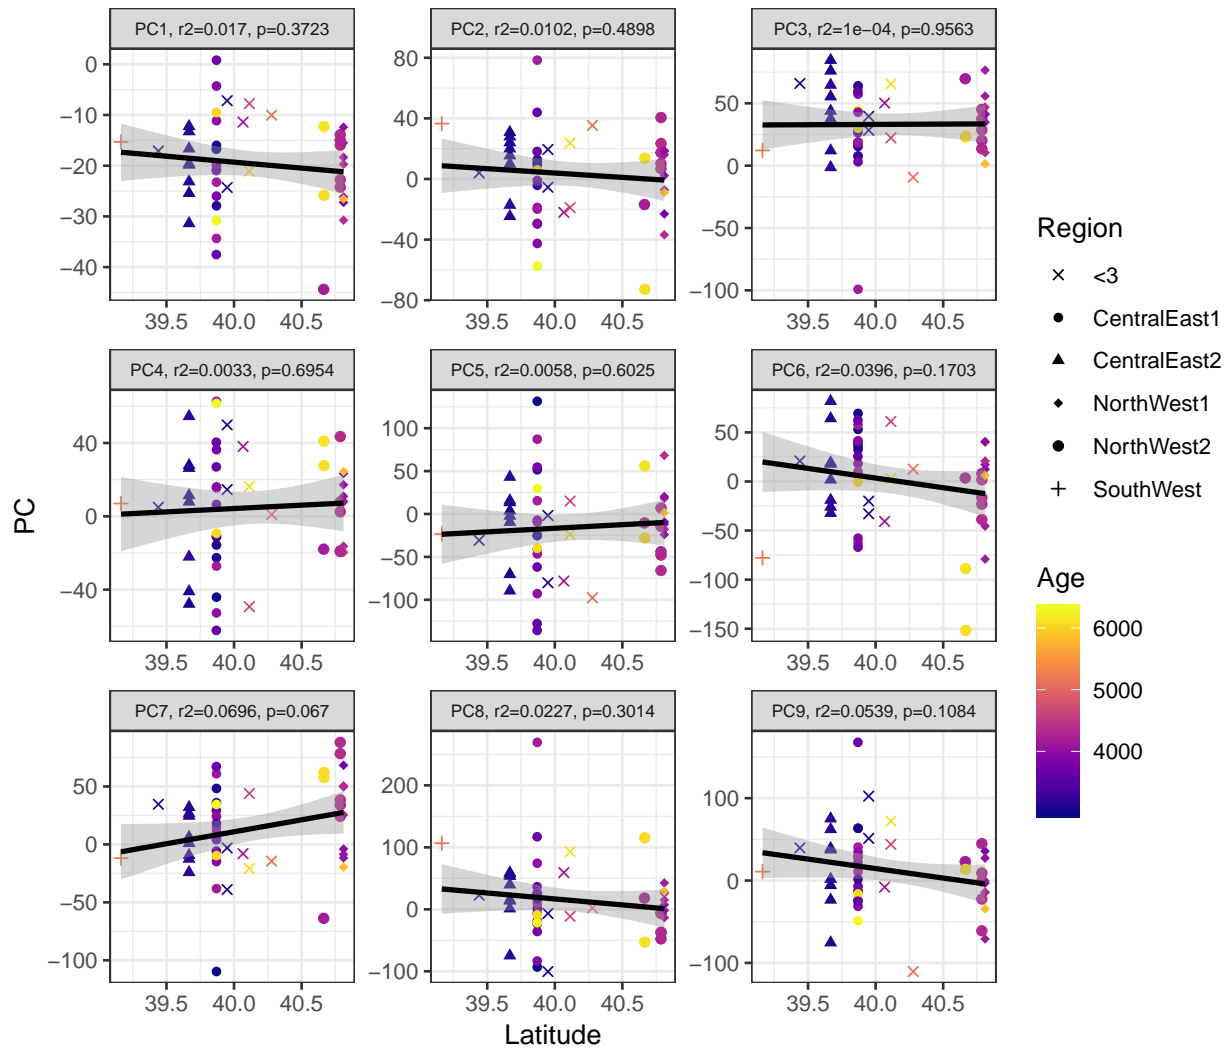 PC1, r2=0.017, p=0.3723
PC2, r2=0.0102, p=0.4898
PC3, r2=1e−04, p=0.9563
0
−10
−20
−30
−40
39.5 40.0 40.5
80
40
0
−40
−80
39.5 40.0 40.5
50
0
−50
−100
39.5 40.0 40.5
PC4, r2=0.0033, p=0.6954
PC5, r2=0.0058, p=0.6025
PC6, r2=0.0396, p=0.1703
40
0
−40
39.5 40.0 40.5
100
50
0
−50
−100
39.5 40.0 40.5
50
0
−50
−100
−150
39.5 40.0 40.5
PC7, r2=0.0696, p=0.067
PC8, r2=0.0227, p=0.3014
PC9, r2=0.0539, p=0.1084
50
0
−50
−100
39.5 40.0 40.5
200
100
0
−100
39.5 40.0 40.5
100
0
−100
39.5 40.0 40.5
PC
Latitude
Region
<3
CentralEast1
CentralEast2
NorthWest1
NorthWest2
SouthWest
Age
6000
5000
4000